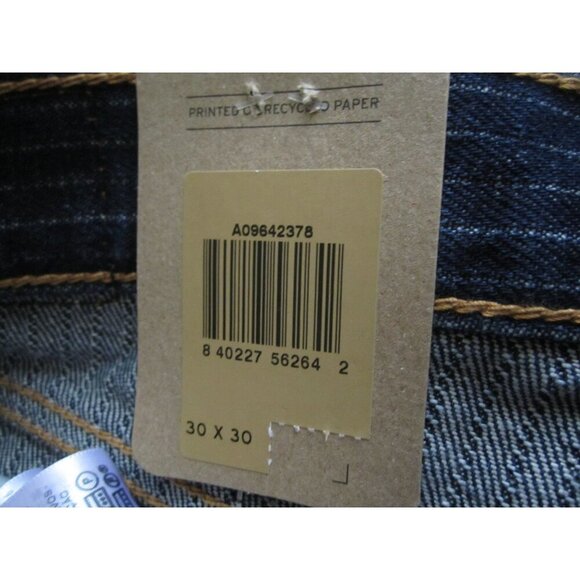 PRINTED ON RECYCLED PAPER
A09642378
8 40227 56264 2
30 X 30